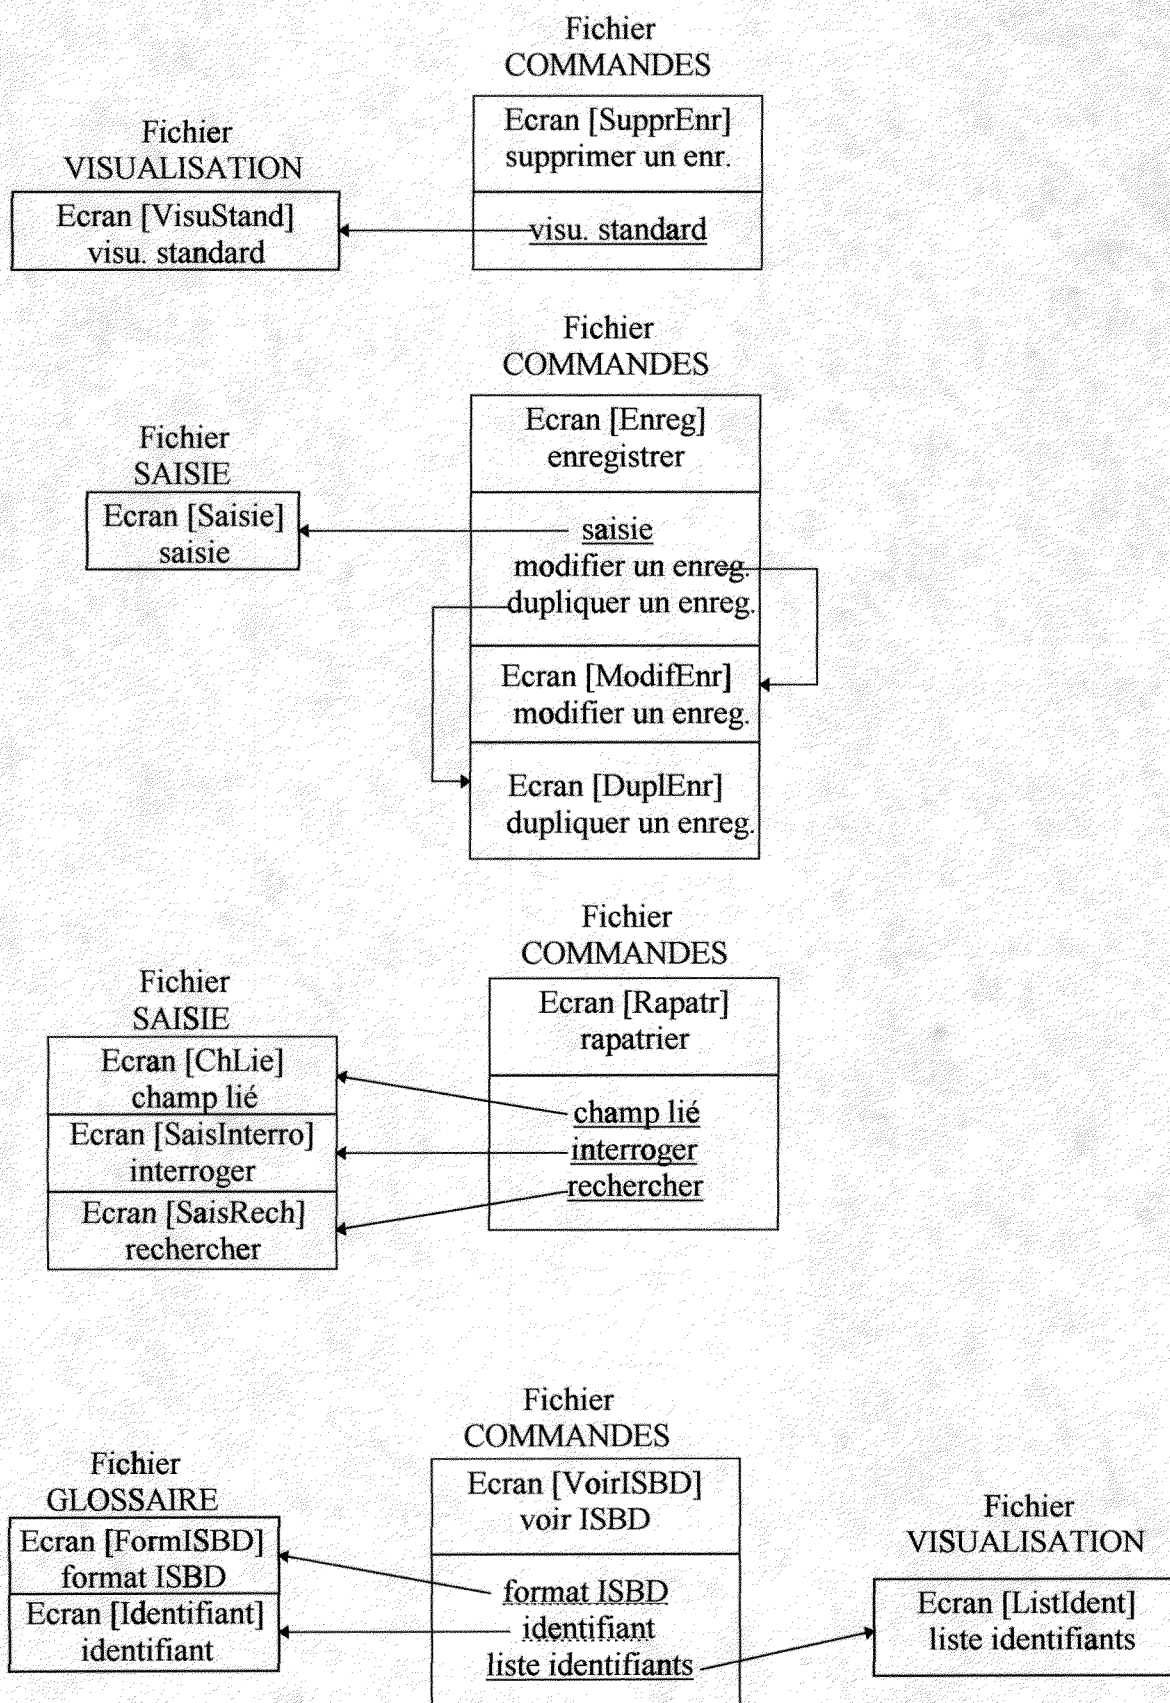 Fichier
COMMANDES
Ecran [SupprEnr]
supprimer un enr.
visu. standard
Fichier
VISUALISATION
Ecran [VisuStand]
visu. standard
Fichier
COMMANDES
Ecran [Enreg]
enregistrer
saisie
modifier un enreg.
dupliquer un enreg.
Ecran [ModifEnr]
modifier un enreg.
Ecran [DuplEnr]
dupliquer un enreg.
Fichier
SAISIE
Ecran [Saisie]
saisie
Fichier
COMMANDES
Ecran [Rapatr]
rapatrier
champ lié
interroger
rechercher
Fichier
SAISIE
Ecran [ChLie]
champ lié
Ecran [SaisInterro]
interroger
Ecran [SaisRech]
rechercher
Fichier
COMMANDES
Ecran [VoirISBD]
voir ISBD
format ISBD
identifiant
liste identifiants
Fichier
GLOSSAIRE
Ecran [FormISBD]
format ISBD
Ecran [Identifiant]
identifiant
Fichier
VISUALISATION
Ecran [ListIdent]
liste identifiants